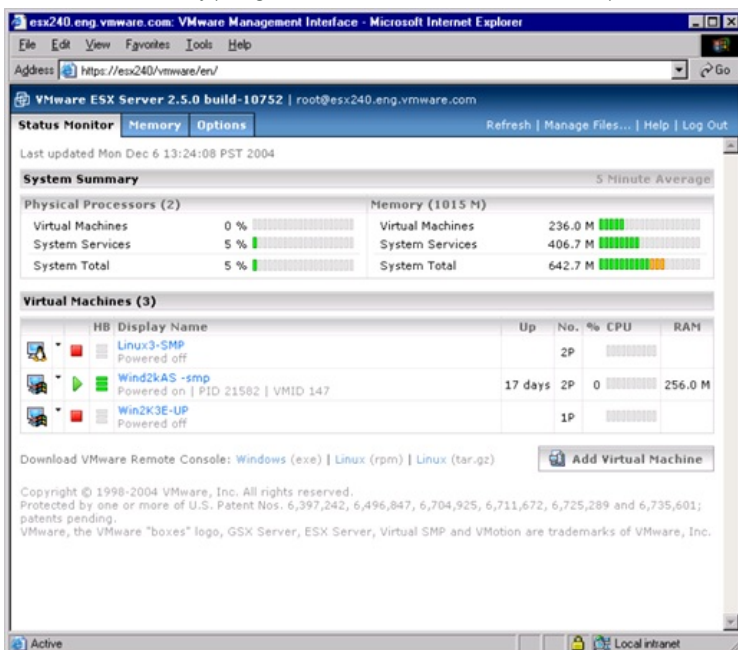 esx240.eng.vmware.com: VMware Management Interface - Microsoft Internet Explorer
File Edit View Favorites Tools Help
Address https://esx240/vmware/en/ Go
VMware ESX Server 2.5.0 build-10752 | root@esx240.eng.vmware.com
Status Monitor Memory Options Refresh | Manage Files... | Help | Log Out
Last updated Mon Dec 6 13:24:08 PST 2004
System Summary 5 Minute Average
Physical Processors (2) Memory (1015 M)
Virtual Machines 0 % Virtual Machines 236.0 M
System Services 5 % System Services 406.7 M
System Total 5 % System Total 642.7 M
Virtual Machines (3)
HB Display Name Up No. % CPU RAM
Linux3-SMP
Powered off 2P
Wind2kAS -smp
Powered on | PID 21582 | VMID 147 17 days 2P 0 256.0 M
Win2K3E-UP
Powered off 1P
Download VMware Remote Console: Windows (exe) | Linux (rpm) | Linux (tar.gz) Add Virtual Machine
Copyright © 1998-2004 VMware, Inc. All rights reserved.
Protected by one or more of U.S. Patent Nos. 6,397,242, 6,496,847, 6,704,925, 6,711,672, 6,725,289 and 6,735,601;
patents pending.
VMware, the VMware "boxes" logo, GSX Server, ESX Server, Virtual SMP and VMotion are trademarks of VMware, Inc.
Active Local intranet